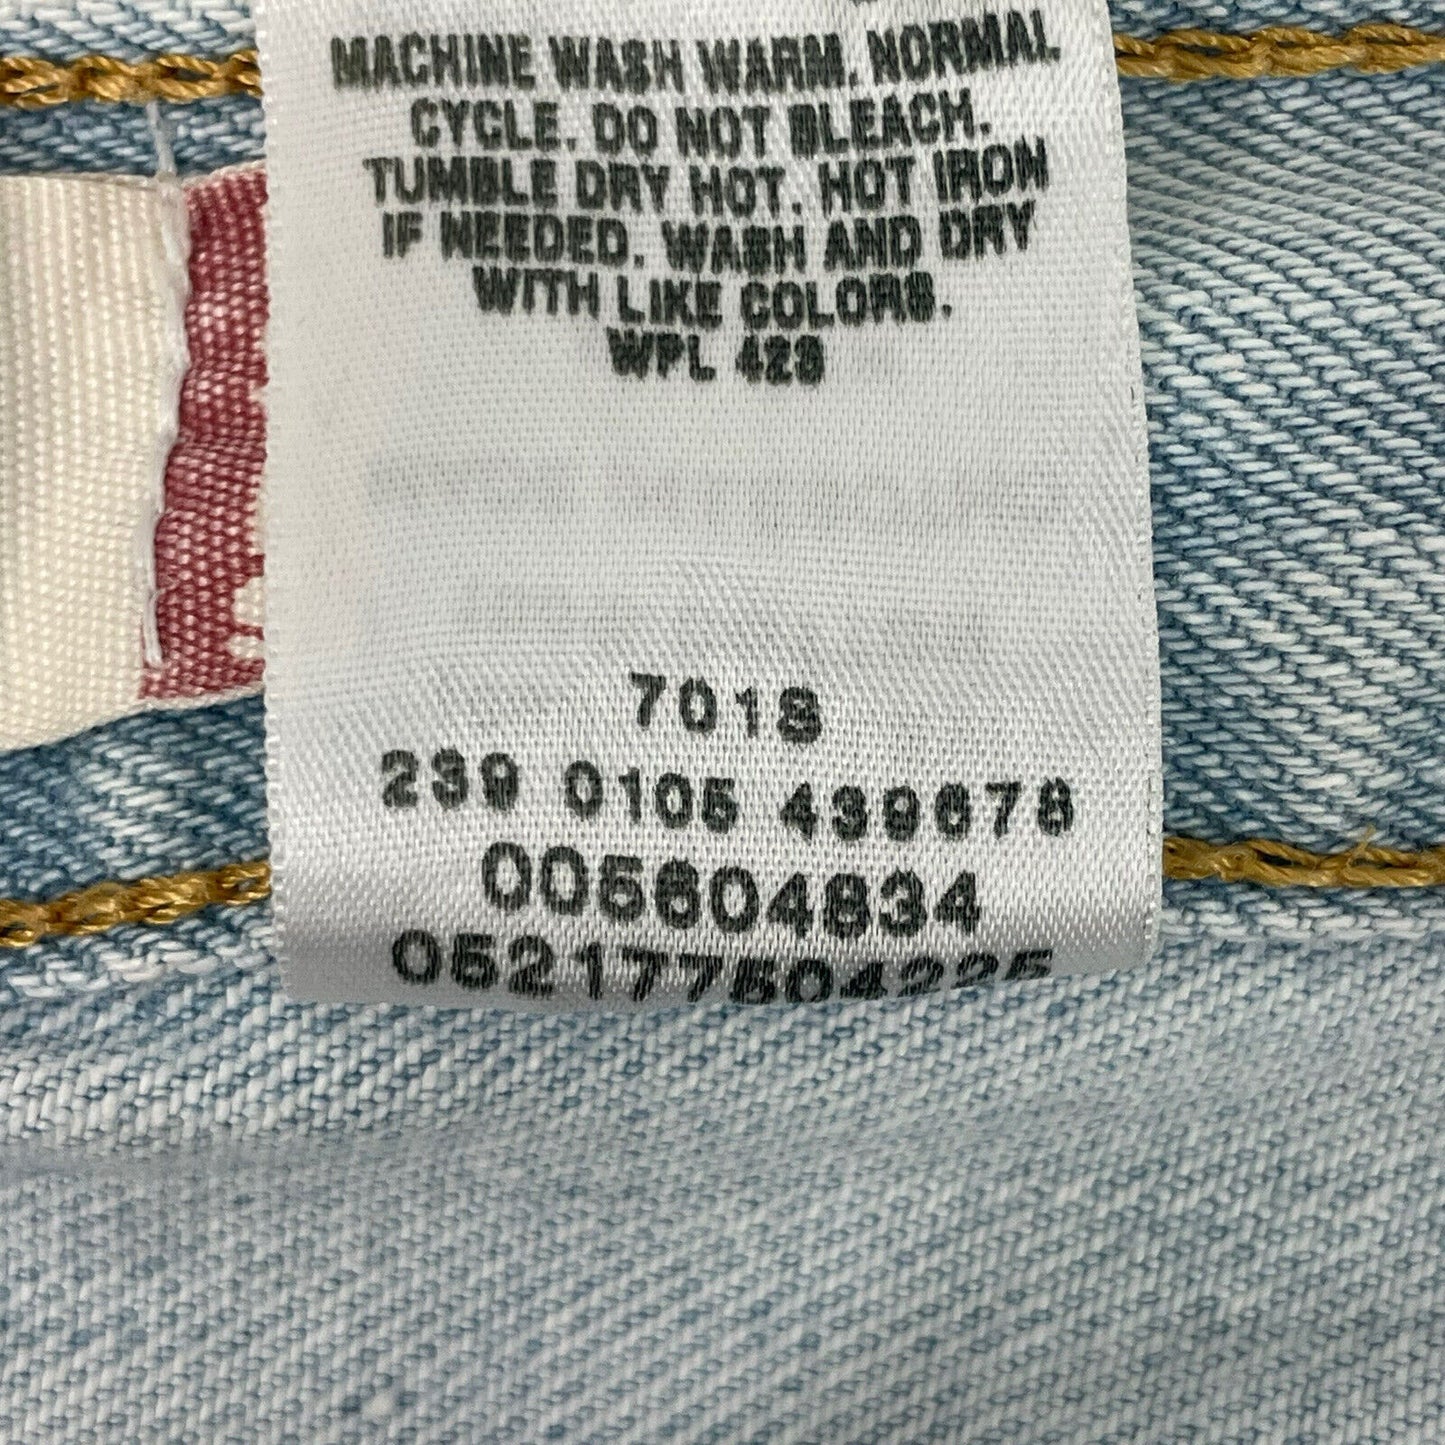 MACHINE WASH WARM. NORMAL
CYCLE. DO NOT BLEACH.
TUMBLE DRY HOT. HOT IRON
IF NEEDED. WASH AND DRY
WITH LIKE COLORS.
WPL 423
7018
239 0105 439678
005604834
052177504225